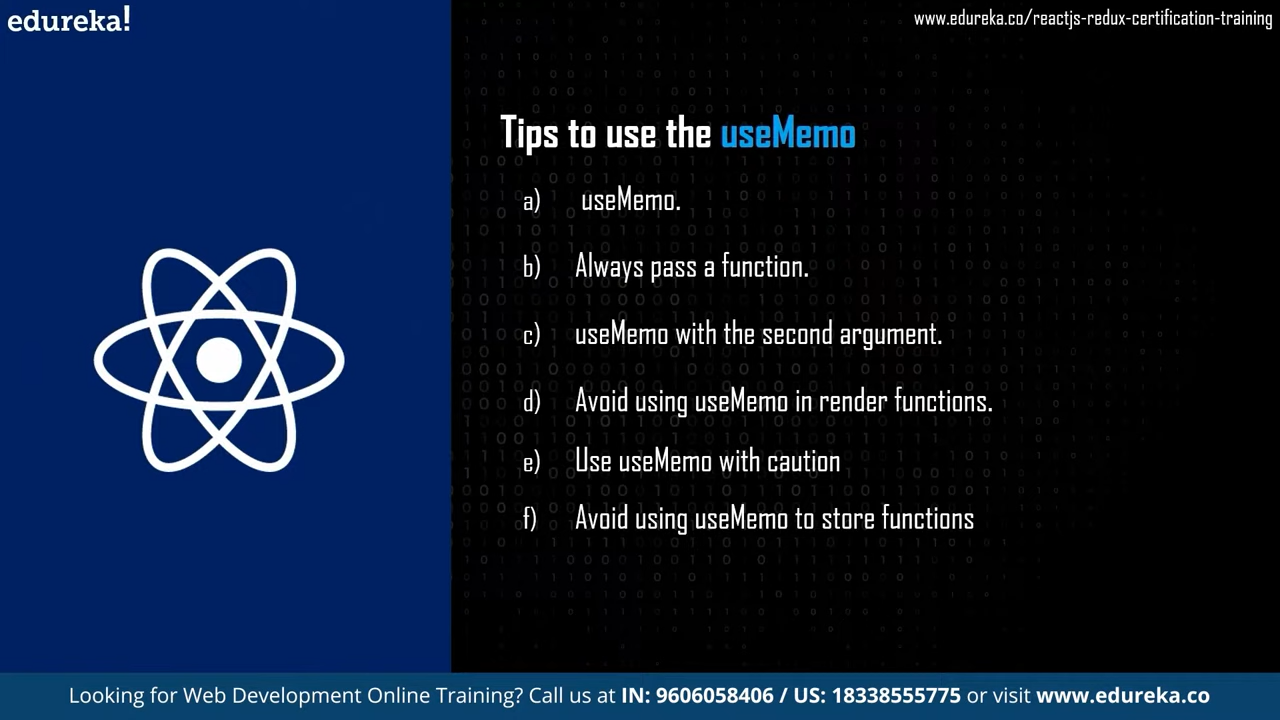 edureka!
www.edureka.co/reactjs-redux-certification-training
Tips to use the useMemo
a) useMemo.
b) Always pass a function.
c) useMemo with the second argument.
d) Avoid using useMemo in render functions.
e) Use useMemo with caution
f) Avoid using useMemo to store functions
Looking for Web Development Online Training? Call us at IN: 9606058406 / US: 18338555775 or visit www.edureka.co